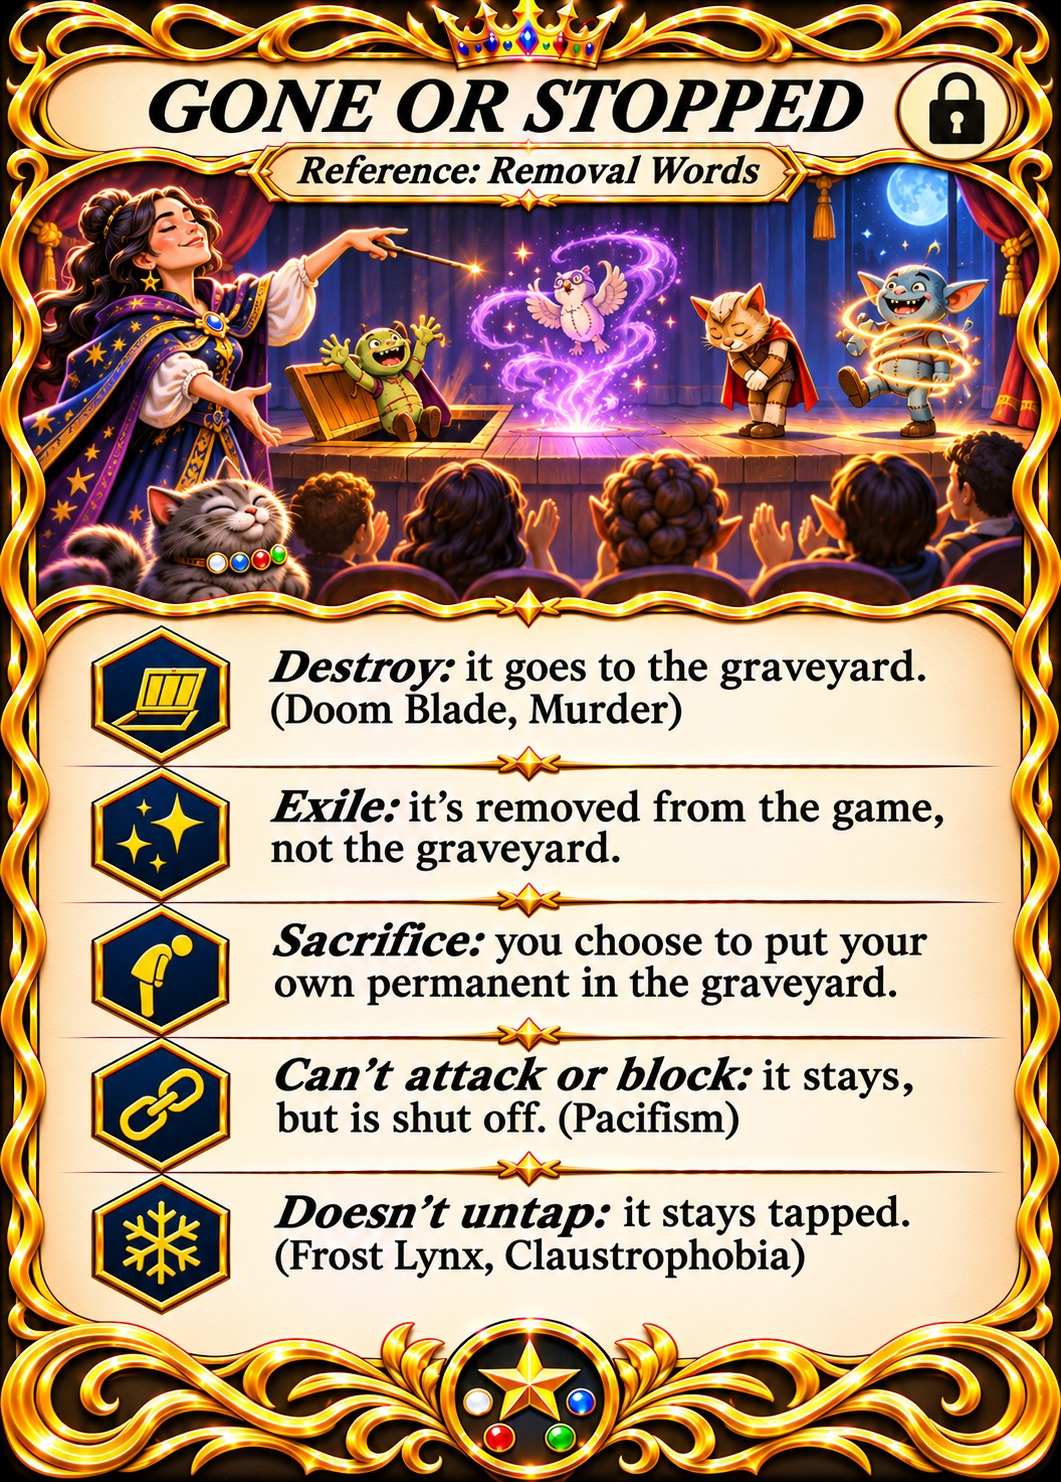 GONE OR STOPPED
Reference: Removal Words
Destroy: it goes to the graveyard.
(Doom Blade, Murder)
Exile: it’s removed from the game,
not the graveyard.
Sacrifice: you choose to put your
own permanent in the graveyard.
Can’t attack or block: it stays,
but is shut off. (Pacifism)
Doesn’t untap: it stays tapped.
(Frost Lynx, Claustrophobia)